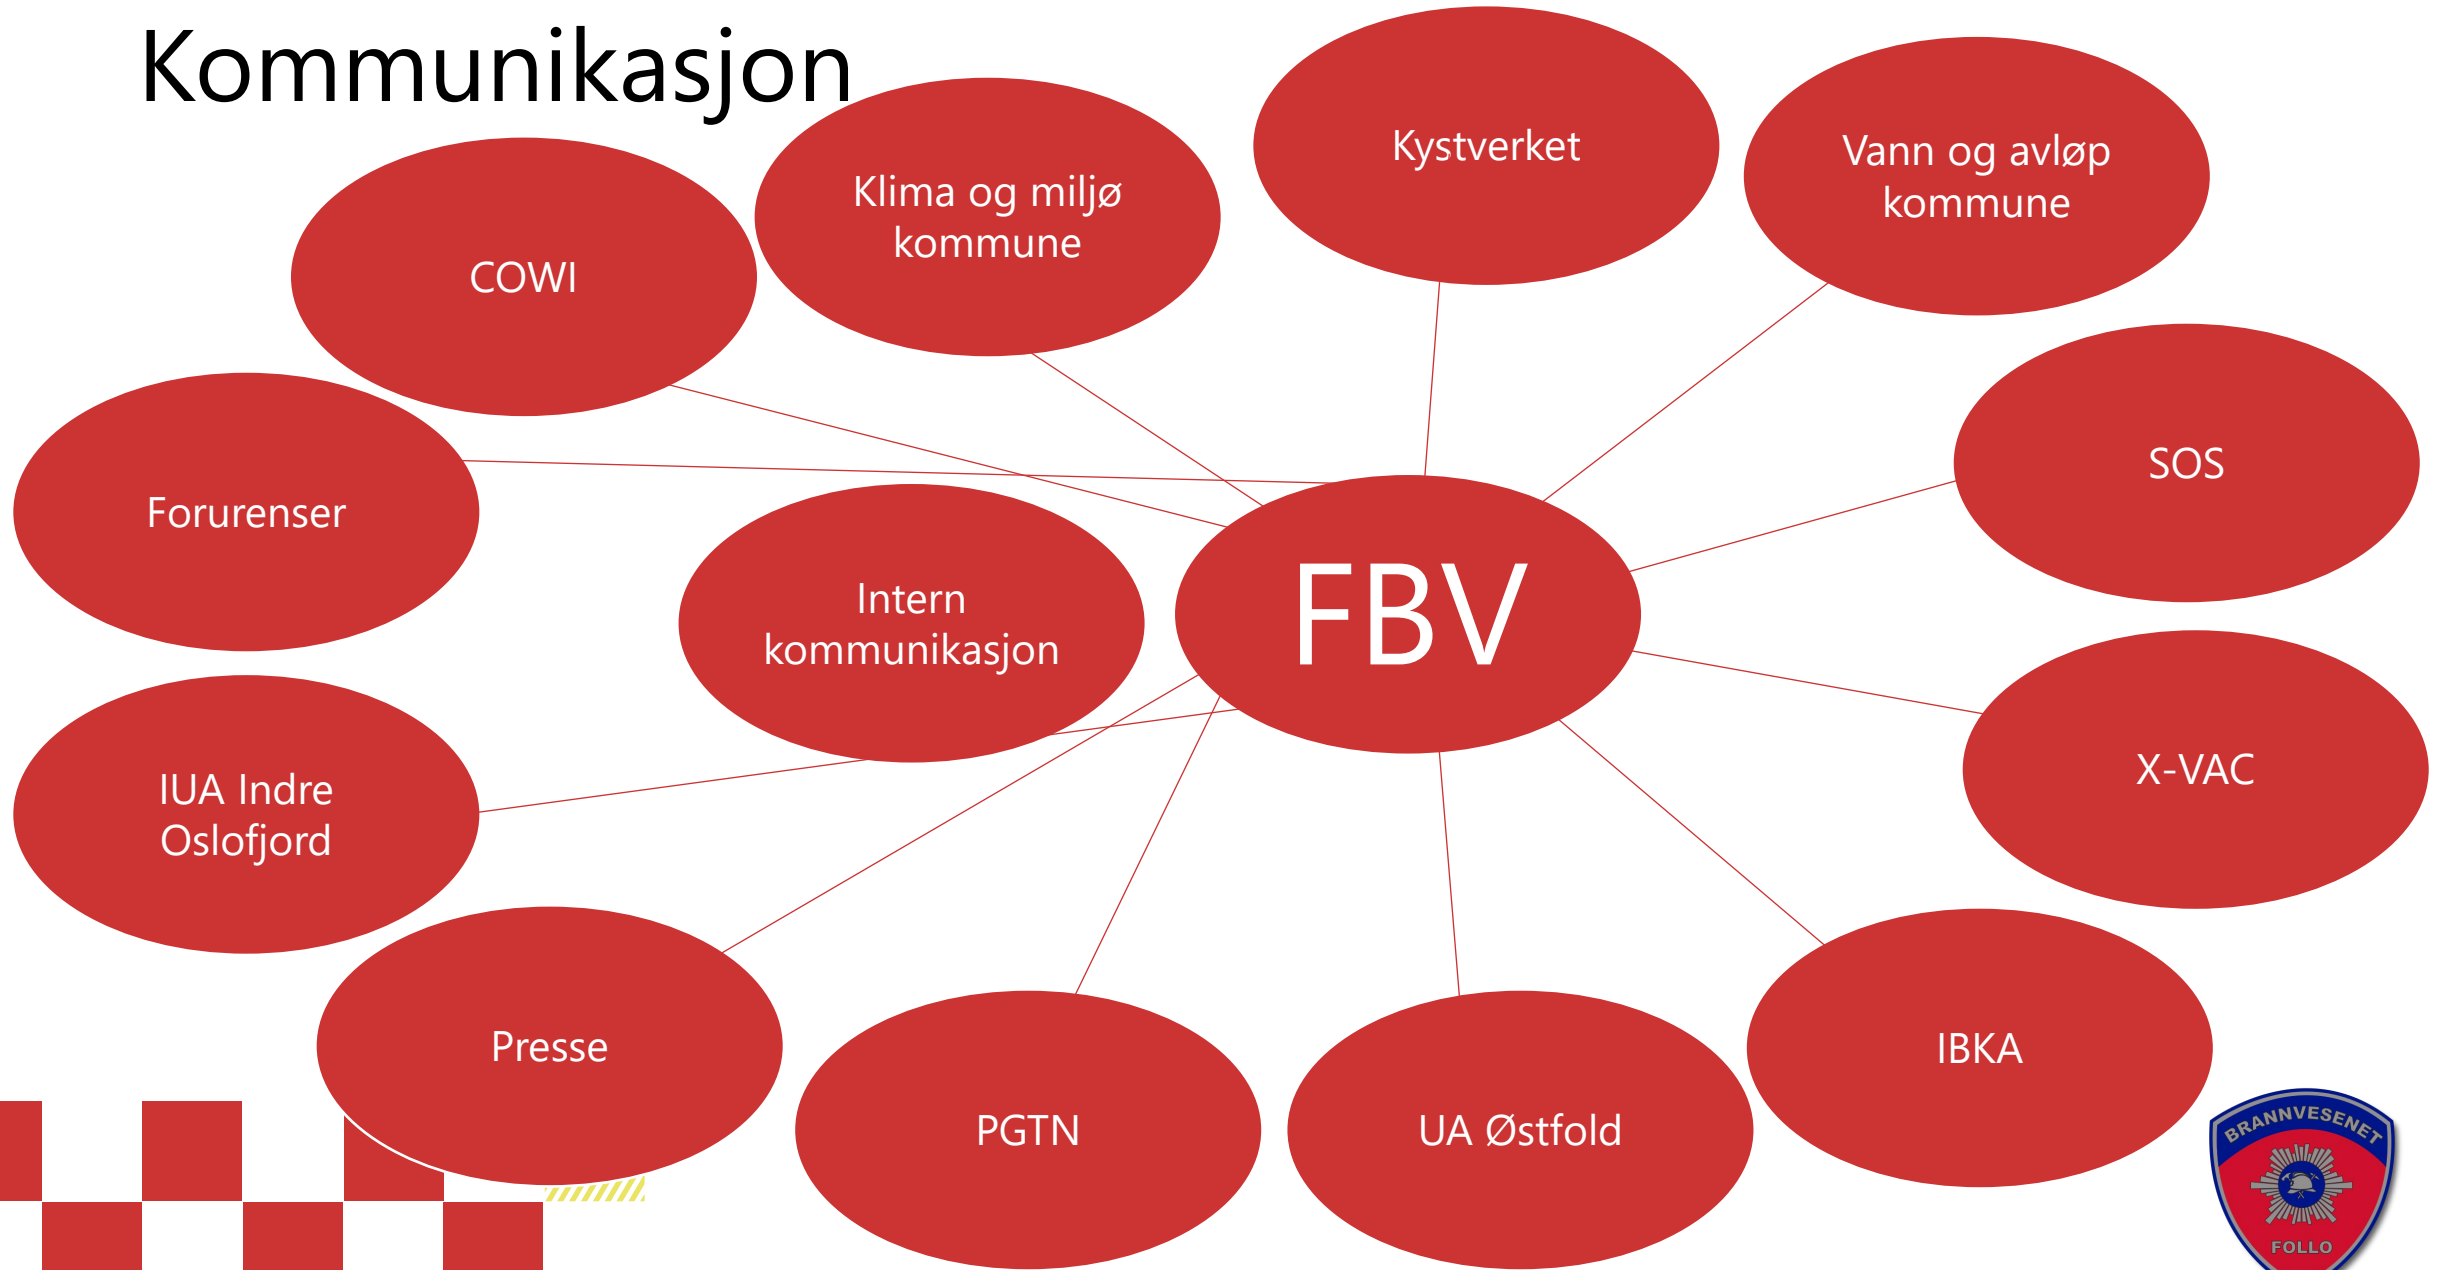 Kommunikasjon
Kystverket
Vann og avløp
kommune
Klima og miljø
kommune
COWI
SOS
Forurenser
Intern
kommunikasjon
FBV
X-VAC
IUA Indre
Oslofjord
Presse
PGTN
UA Østfold
IBKA
BRANNVESENET
FOLLO